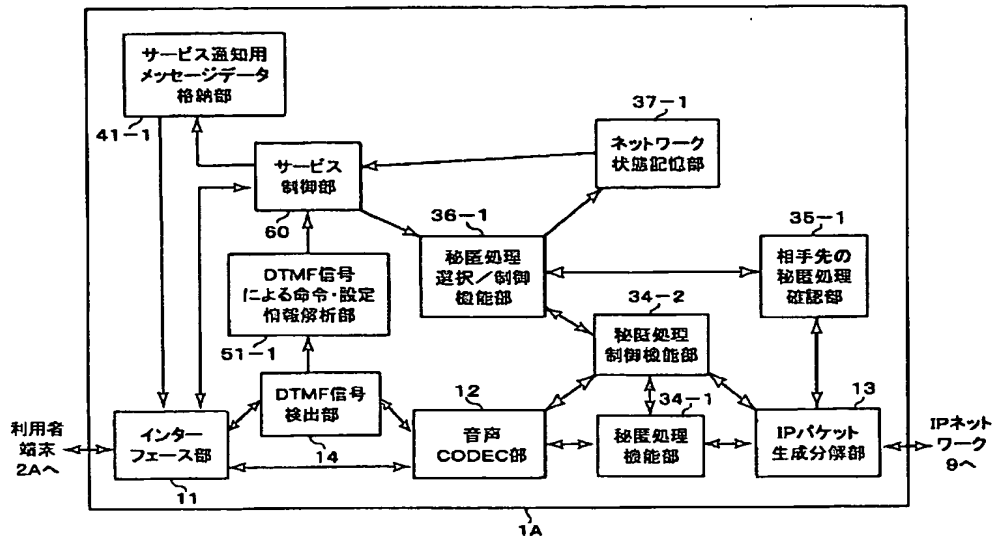 サービス通知用
メッセージデータ
格納部
41-1
サービス
制御部
60
37-1
ネットワーク
状態記憶部
36-1
秘匿処理
選択/制御
機能部
35-1
相手先の
秘匿処理
確認部
DTMF信号
による命令・設定
情報解析部
51-1
34-2
秘匿処理
制御機能部
DTMF信号
検出部
14
12
音声
CODEC部
34-1
秘匿処理
機能部
13
IPパケット
生成分解部
利用者
端末
2Aへ
インター
フェース部
11
IPネット
ワーク
9へ
1A